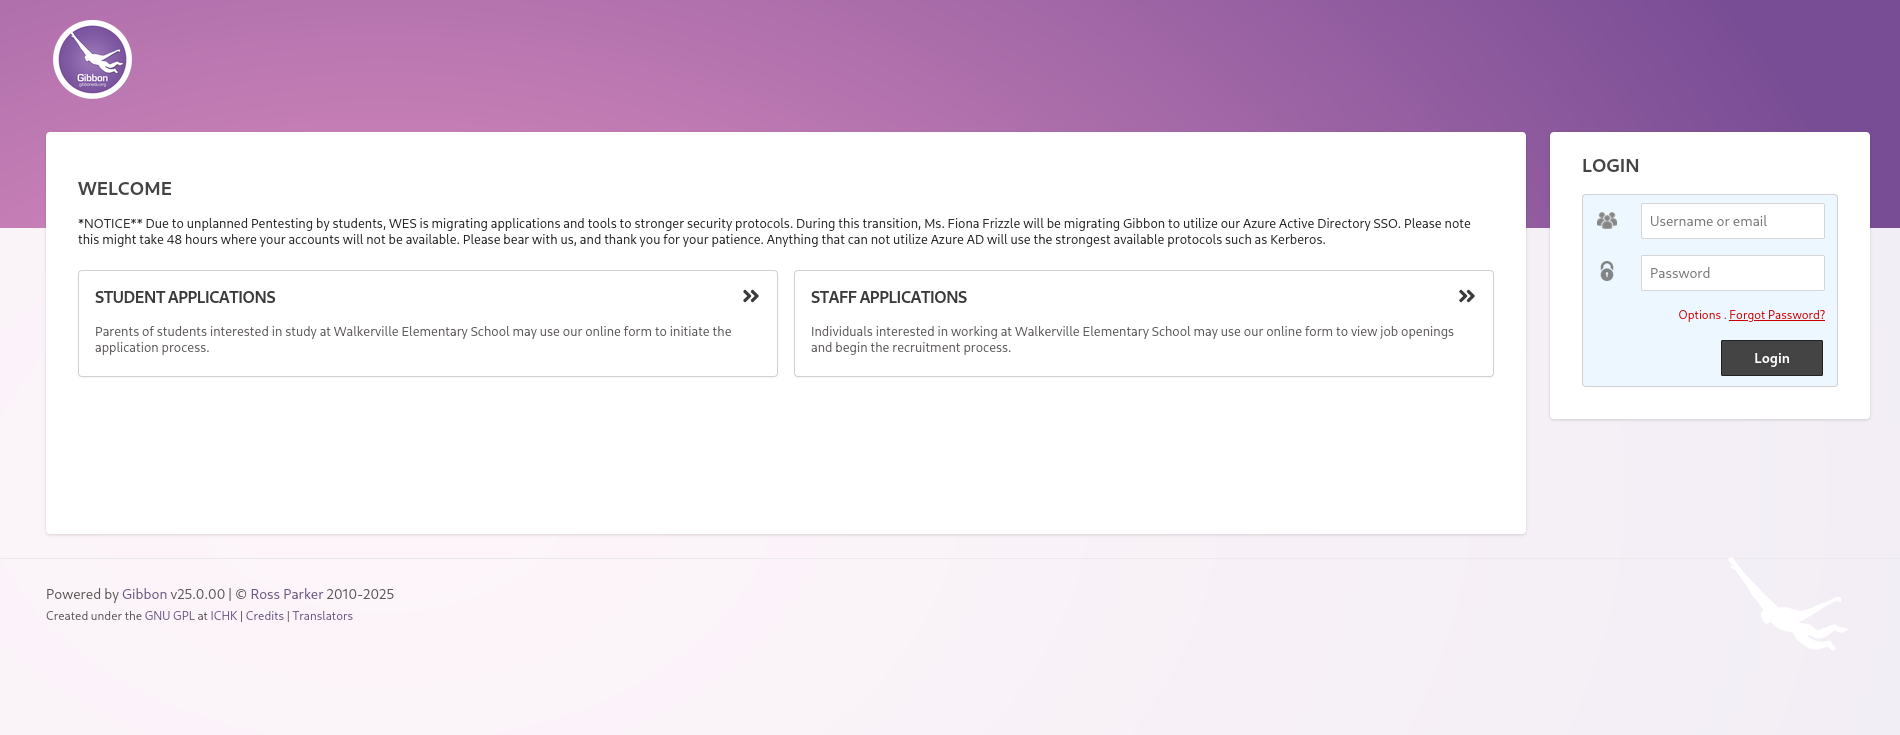 Gibbon
gibbonedu.org
WELCOME
*NOTICE** Due to unplanned Pentesting by students, WES is migrating applications and tools to stronger security protocols. During this transition, Ms. Fiona Frizzle will be migrating Gibbon to utilize our Azure Active Directory SSO. Please note
this might take 48 hours where your accounts will not be available. Please bear with us, and thank you for your patience. Anything that can not utilize Azure AD will use the strongest available protocols such as Kerberos.
STUDENT APPLICATIONS
Parents of students interested in study at Walkerville Elementary School may use our online form to initiate the
application process.
STAFF APPLICATIONS
Individuals interested in working at Walkerville Elementary School may use our online form to view job openings
and begin the recruitment process.
LOGIN
Username or email
Password
Options . Forgot Password?
Login
Powered by Gibbon v25.0.00 | © Ross Parker 2010-2025
Created under the GNU GPL at ICHK | Credits | Translators